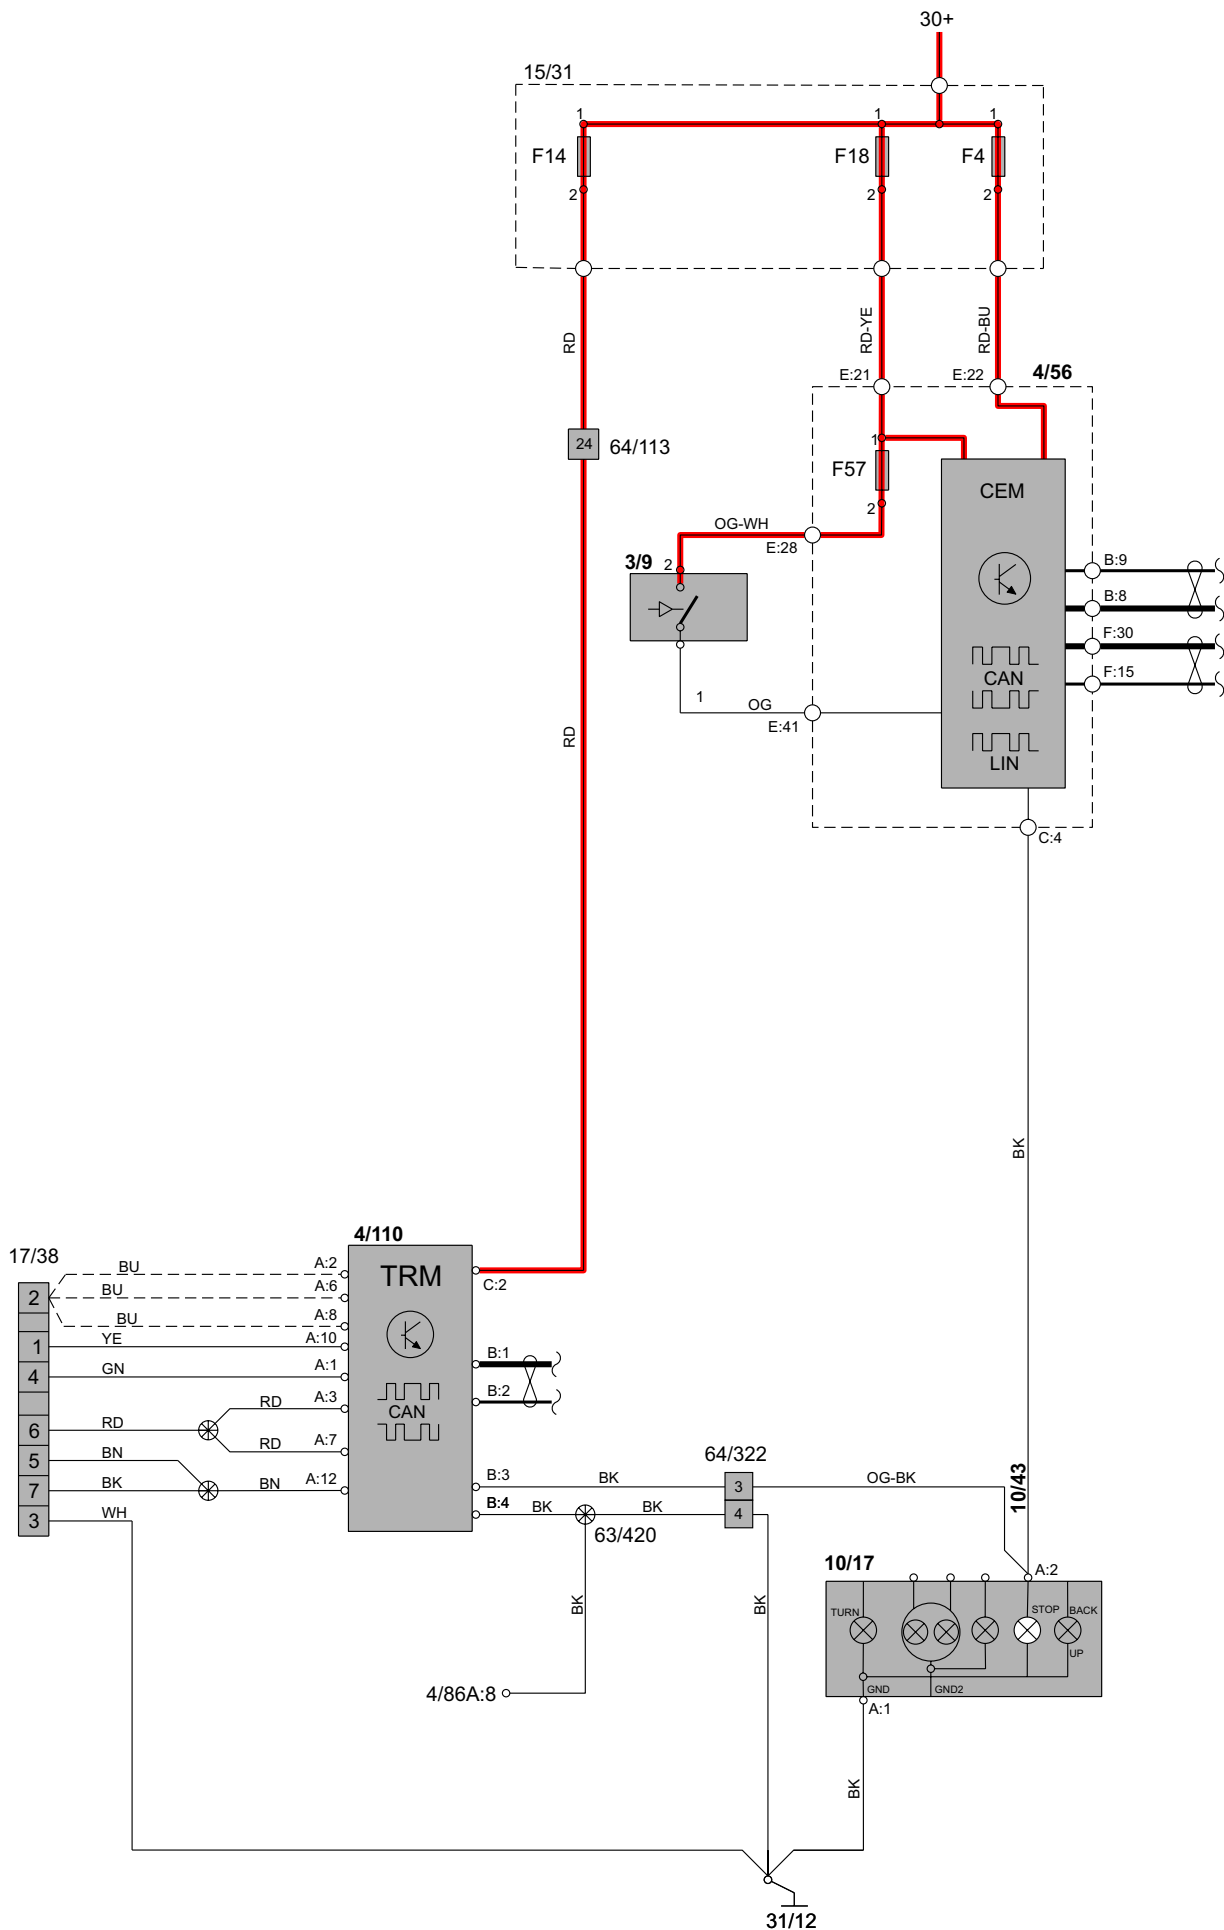 30+
15/31
1
1
1
F14
F18
F4
2
2
2
RD
RD-YE
RD-BU
E:21
E:22
4/56
24
64/113
1
F57
CEM
2
OG-WH
E:28
3/9
2
B:9
B:8
F:30
CAN
F:15
1
OG
E:41
RD
LIN
C:4
BK
4/110
17/38
BU
A:2
TRM
2
BU
A:6
C:2
BU
A:8
1
YE
A:10
B:1
4
GN
A:1
B:2
RD
A:3
CAN
6
RD
RD
A:7
5
BN
64/322
7
BK
BN
A:12
B:3
BK
3
OG-BK
10/43
3
WH
B:4
BK
BK
4
63/420
10/17
A:2
BK
BK
TURN
STOP
BACK
UP
GND
GND2
4/86A:8
A:1
BK
31/12